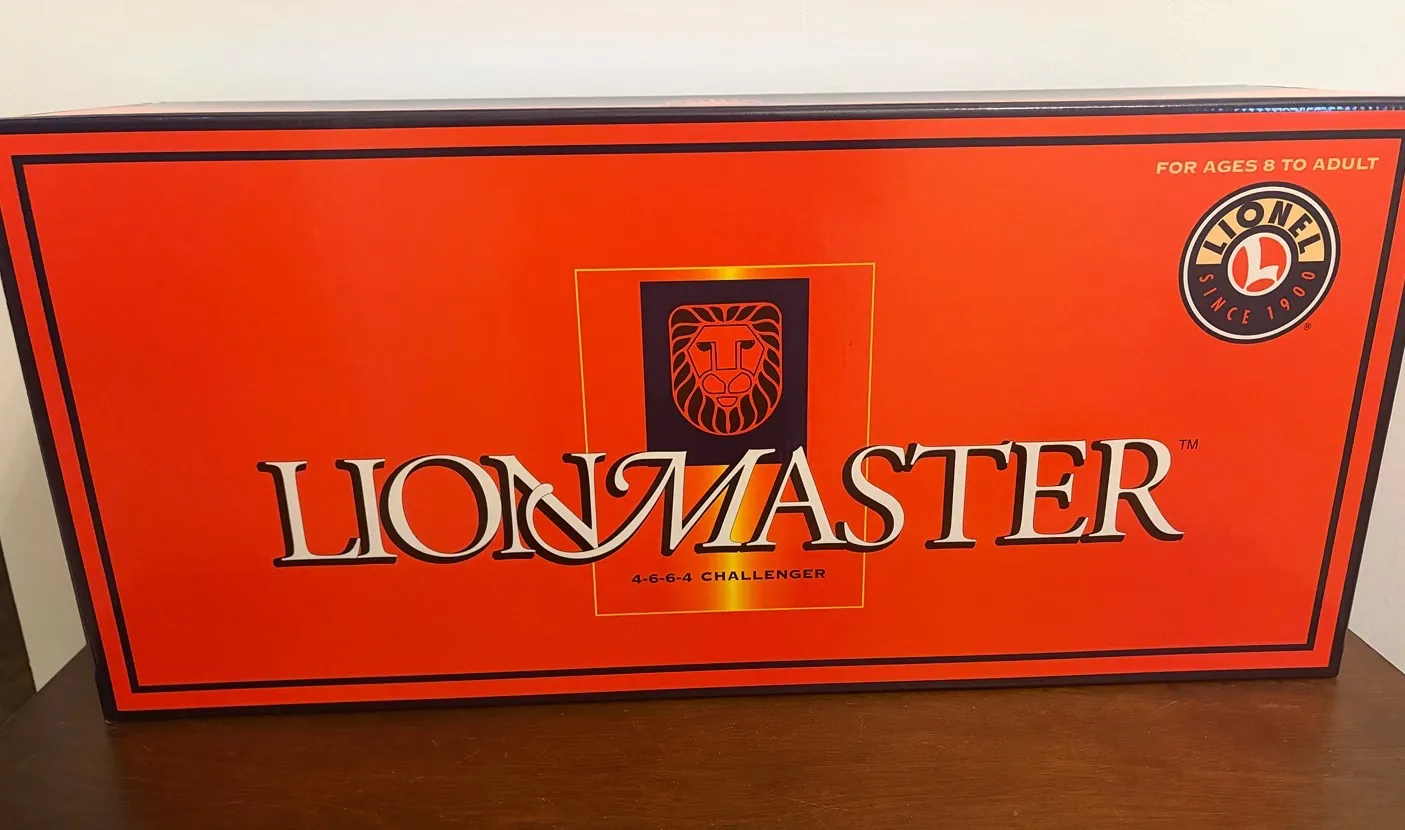 FOR AGES 8 TO ADULT
LIONEL
L
SINCE 1900
®
LIONMASTER™
4-6-6-4 CHALLENGER